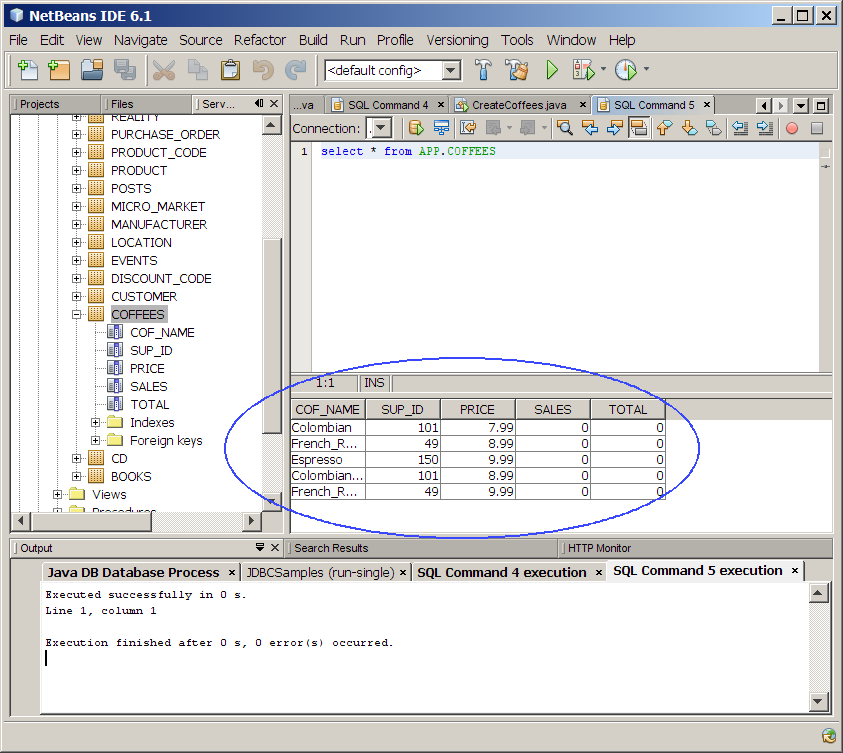 NetBeans IDE 6.1
File Edit View Navigate Source Refactor Build Run Profile Versioning Tools Window Help
<default config>
Projects Files Serv...
...va SQL Command 4 CreateCoffees.java SQL Command 5
Connection: .
REALITY
PURCHASE_ORDER
PRODUCT_CODE
PRODUCT
POSTS
MICRO_MARKET
MANUFACTURER
LOCATION
EVENTS
DISCOUNT_CODE
CUSTOMER
COFFEES
COF_NAME
SUP_ID
PRICE
SALES
TOTAL
Indexes
Foreign keys
CD
BOOKS
Views
Procedures
1 select * from APP.COFFEES
1:1 INS
COF_NAME SUP_ID PRICE SALES TOTAL
Colombian 101 7.99 0 0
French_R... 49 8.99 0 0
Espresso 150 9.99 0 0
Colombian... 101 8.99 0 0
French_R... 49 9.99 0 0
Output Search Results HTTP Monitor
Java DB Database Process JDBCSamples (run-single) SQL Command 4 execution SQL Command 5 execution
Executed successfully in 0 s.
Line 1, column 1
Execution finished after 0 s, 0 error(s) occurred.